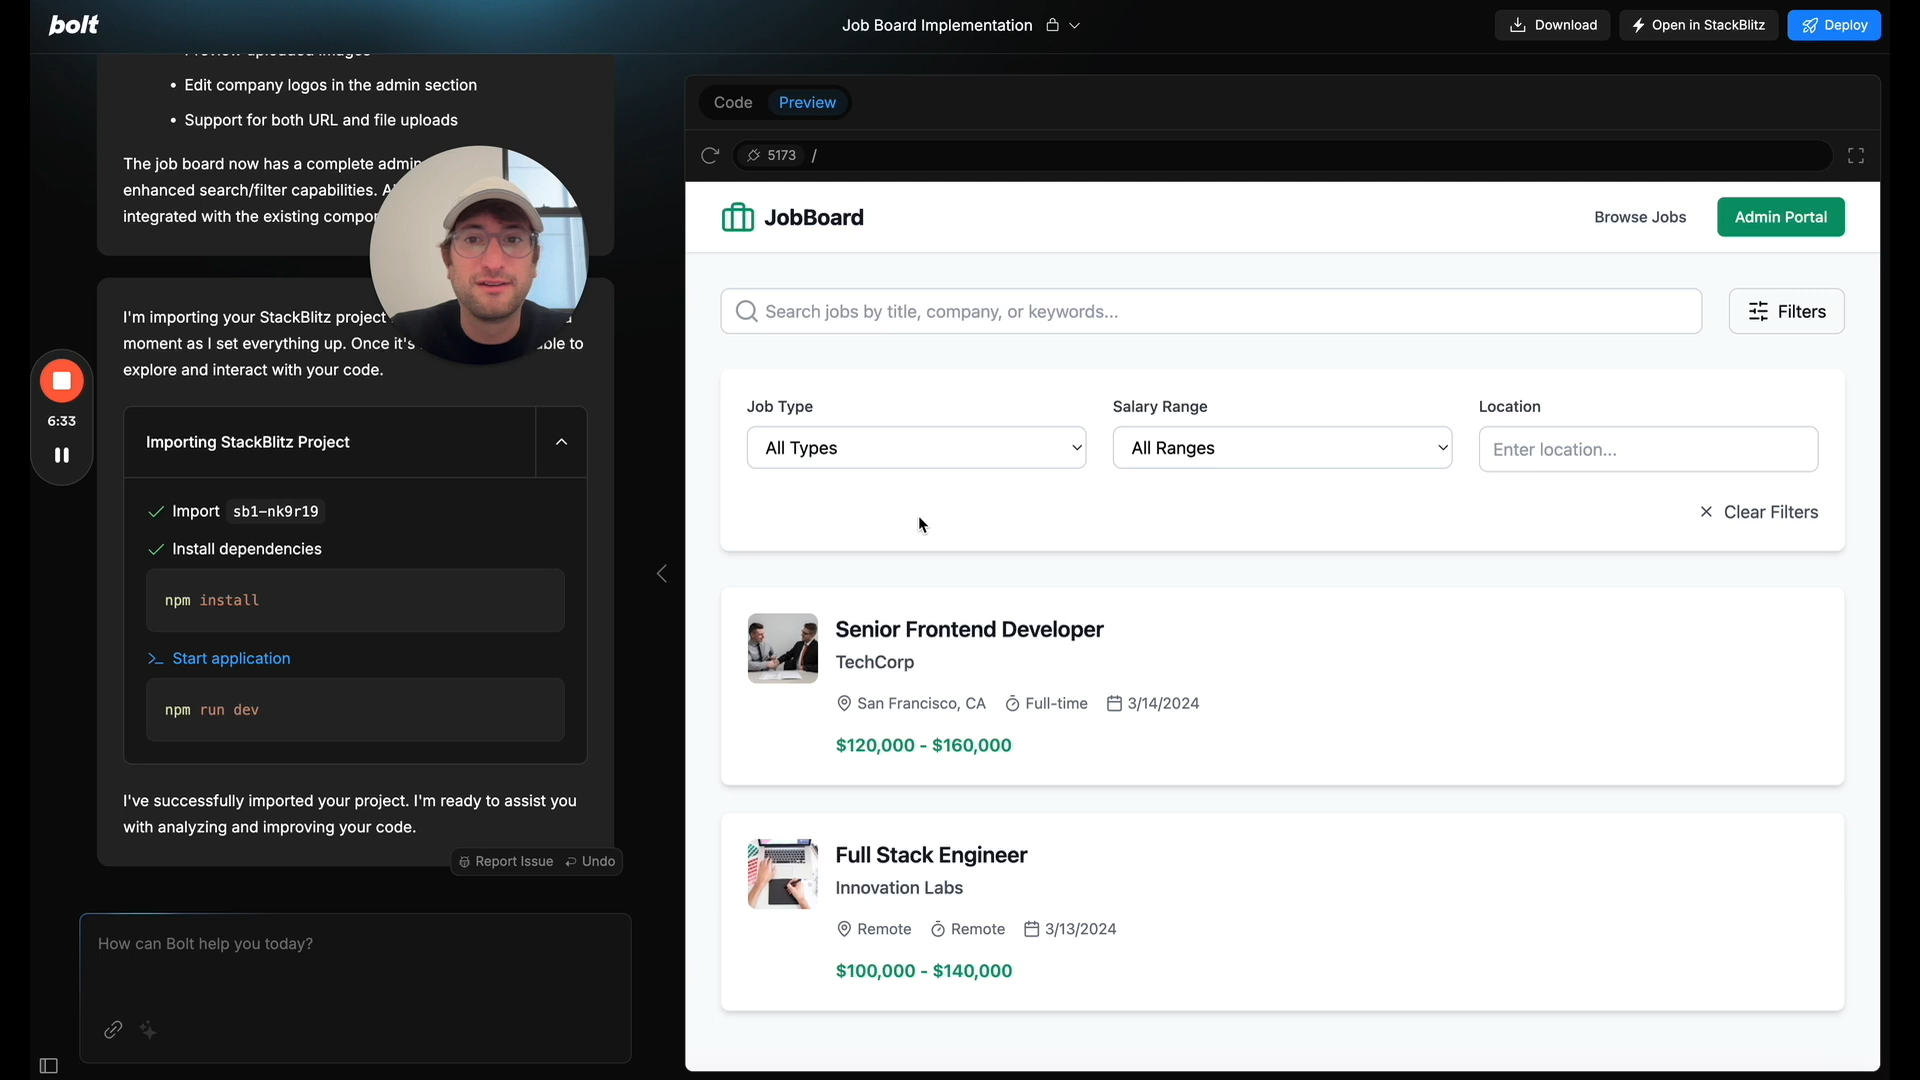 bolt
Job Board Implementation
Download
Open in StackBlitz
Deploy
Preview uploaded images
• Edit company logos in the admin section
• Support for both URL and file uploads
The job board now has a complete admin
enhanced search/filter capabilities.
integrated with the existing
I'm importing your StackBlitz project
moment as I set everything up. Once it's able to
explore and interact with your code.
6:33
Importing StackBlitz Project
Import sb1-nk9r19
Install dependencies
npm install
Start application
npm run dev
I've successfully imported your project. I'm ready to assist you
with analyzing and improving your code.
Report Issue Undo
How can Bolt help you today?
Code Preview
5173 /
JobBoard
Browse Jobs
Admin Portal
Search jobs by title, company, or keywords...
Filters
Job Type
All Types
Salary Range
All Ranges
Location
Enter location...
Clear Filters
Senior Frontend Developer
TechCorp
San Francisco, CA Full-time 3/14/2024
$120,000 - $160,000
Full Stack Engineer
Innovation Labs
Remote Remote 3/13/2024
$100,000 - $140,000